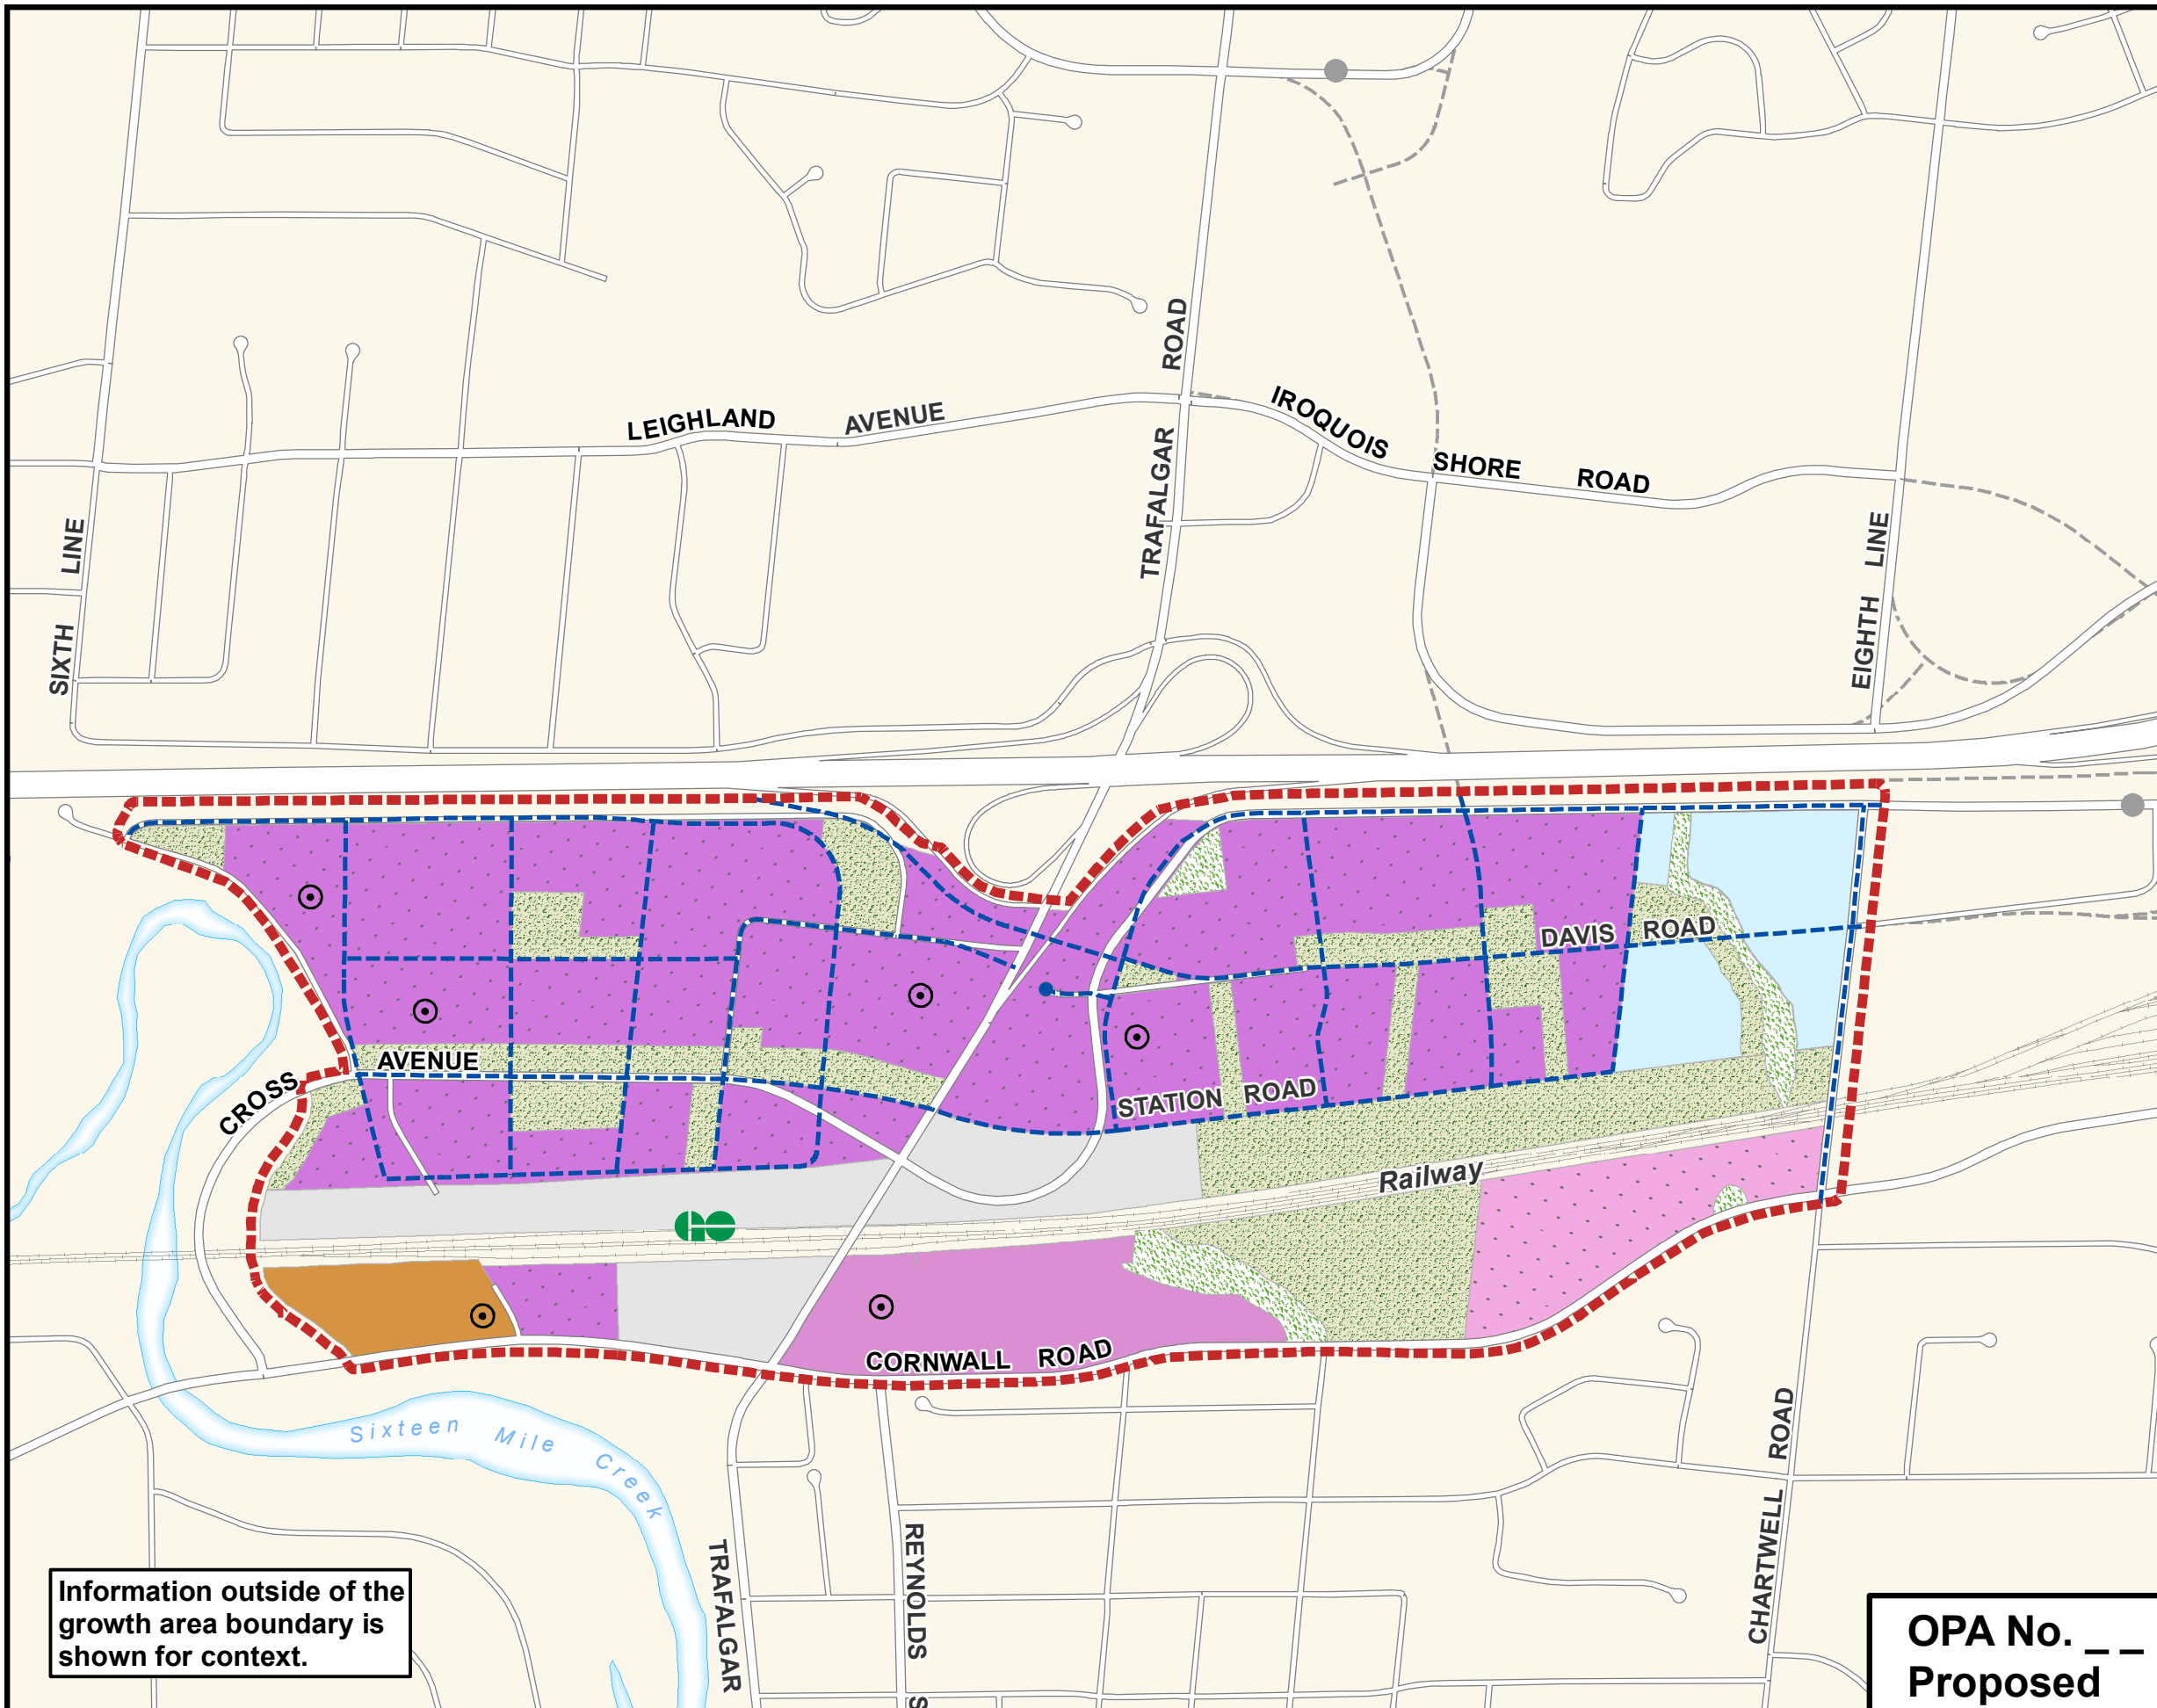 LEIGHLAND AVENUE
IROQUOIS SHORE ROAD
TRAFALGAR ROAD
SIXTH LINE
EIGHTH LINE
DAVIS ROAD
CROSS AVENUE
STATION ROAD
Railway
CORNWALL ROAD
Sixteen Mile Creek
TRAFALGAR
REYNOLDS
CHARTWELL ROAD
Information outside of the
growth area boundary is
shown for context.
OPA No. _ _
Proposed